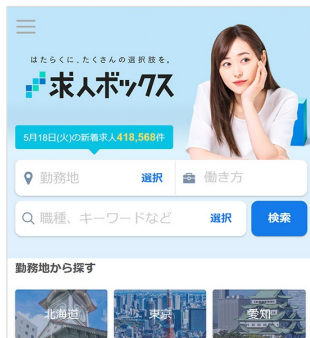 はたらくに、たくさんの選択肢を。
求人ボックス
5月18日(火)の新着求人418,568件
勤務地 選択 働き方
職種、キーワードなど 選択 検索
勤務地から探す
北海道 東京 愛知